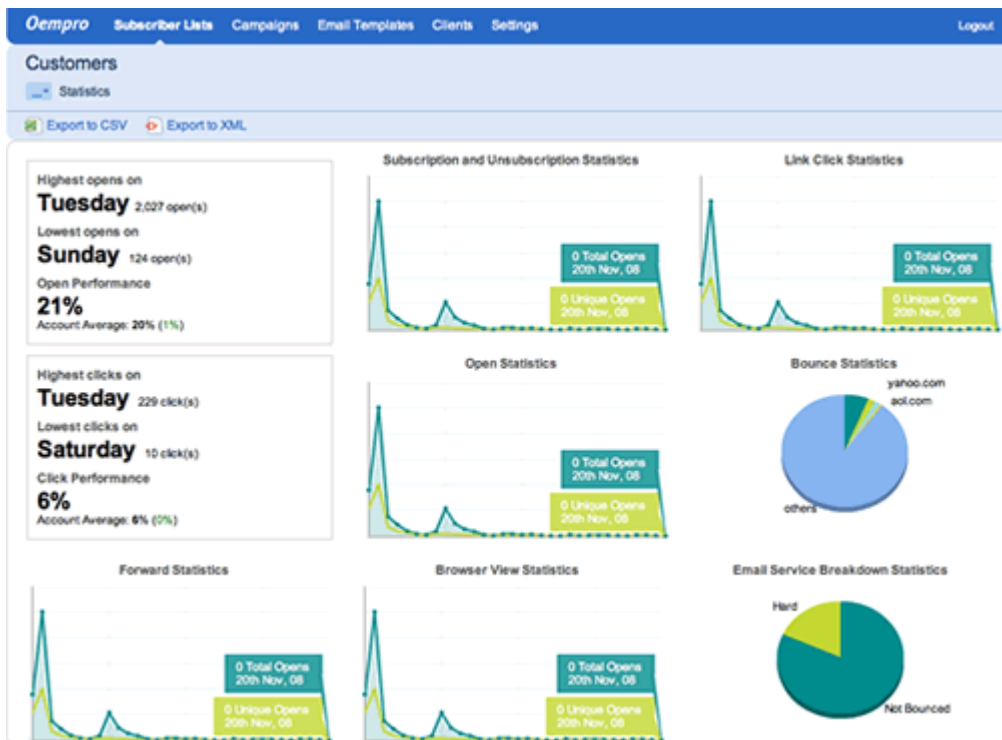 Oempro Subscriber Lists Campaigns Email Templates Clients Settings Logout
Customers
Statistics
Export to CSV Export to XML
Highest opens on
Tuesday 2,027 open(s)
Lowest opens on
Sunday 124 open(s)
Open Performance
21%
Account Average: 20% (1%)
Highest clicks on
Tuesday 229 click(s)
Lowest clicks on
Saturday 10 click(s)
Click Performance
6%
Account Average: 6% (0%)
Subscription and Unsubscription Statistics
0 Total Opens
20th Nov, 08
0 Unique Opens
20th Nov, 08
Link Click Statistics
0 Total Opens
20th Nov, 08
0 Unique Opens
20th Nov, 08
Open Statistics
0 Total Opens
20th Nov, 08
0 Unique Opens
20th Nov, 08
Bounce Statistics
yahoo.com
aol.com
others
Forward Statistics
0 Total Opens
20th Nov, 08
0 Unique Opens
20th Nov, 08
Browser View Statistics
0 Total Opens
20th Nov, 08
0 Unique Opens
20th Nov, 08
Email Service Breakdown Statistics
Hard
Not Bounced